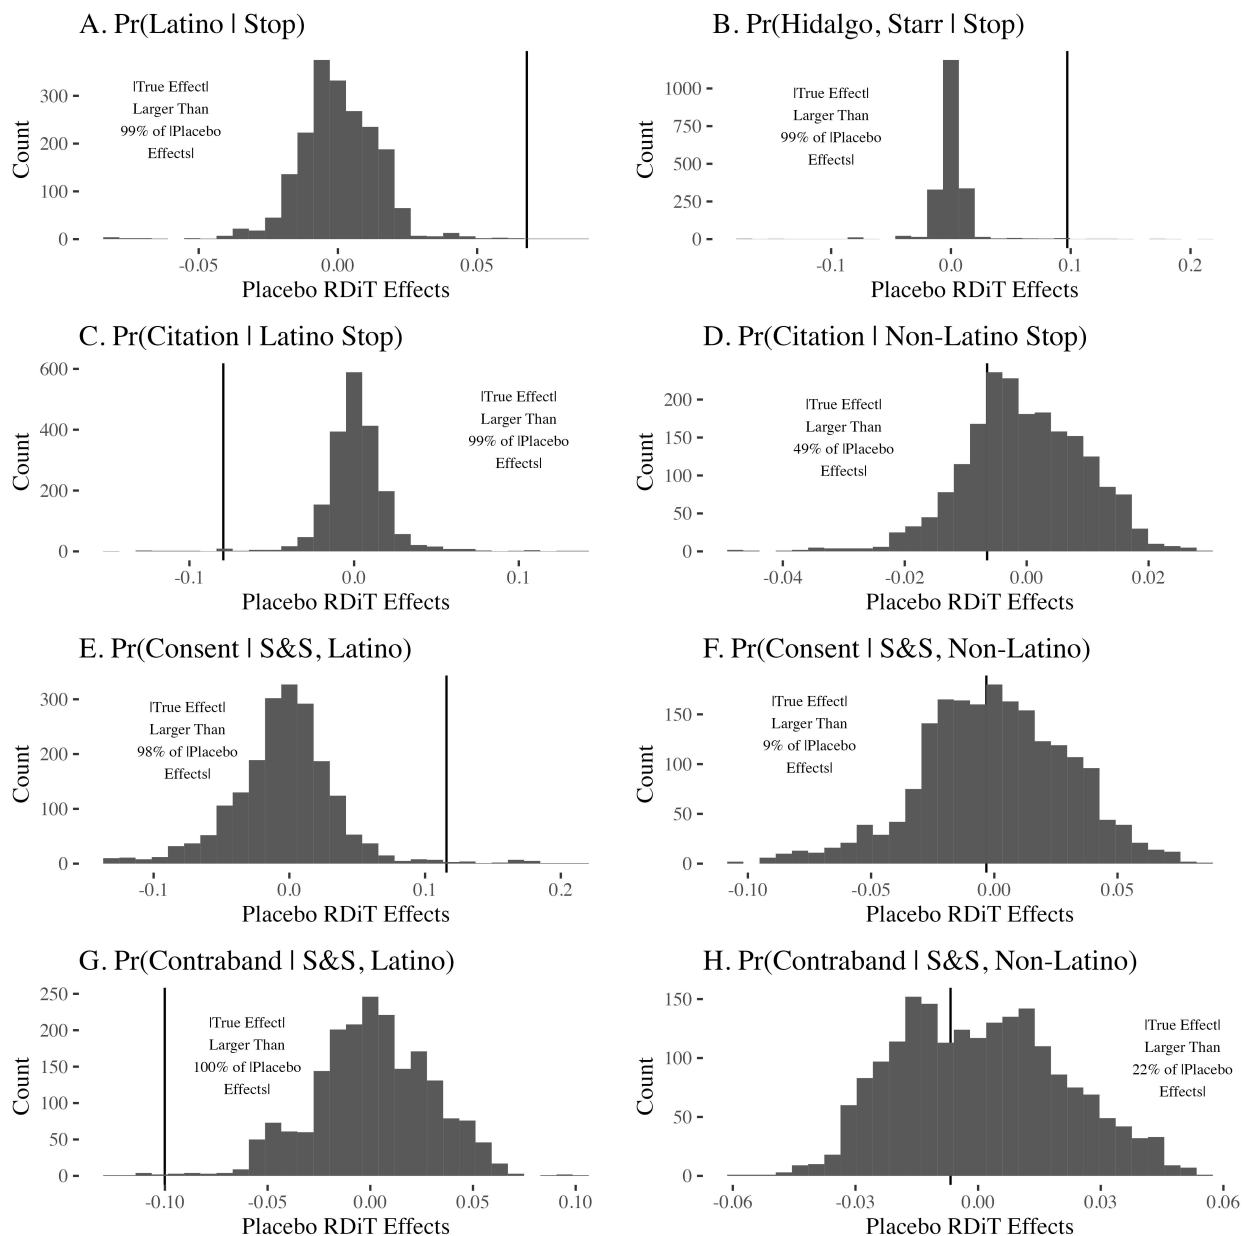 A. Pr(Latino | Stop)
|True Effect|
Larger Than
99% of |Placebo
Effects|
Count
300
200
100
0
-0.05
0.00
0.05
Placebo RDiT Effects
B. Pr(Hidalgo, Starr | Stop)
|True Effect|
Larger Than
99% of |Placebo
Effects|
Count
1000
750
500
250
0
-0.1
0.0
0.1
0.2
Placebo RDiT Effects
C. Pr(Citation | Latino Stop)
|True Effect|
Larger Than
99% of |Placebo
Effects|
Count
600
400
200
0
-0.1
0.0
0.1
Placebo RDiT Effects
D. Pr(Citation | Non-Latino Stop)
|True Effect|
Larger Than
49% of |Placebo
Effects|
Count
200
150
100
50
0
-0.04
-0.02
0.00
0.02
Placebo RDiT Effects
E. Pr(Consent | S&S, Latino)
|True Effect|
Larger Than
98% of |Placebo
Effects|
Count
300
200
100
0
-0.1
0.0
0.1
0.2
Placebo RDiT Effects
F. Pr(Consent | S&S, Non-Latino)
|True Effect|
Larger Than
9% of |Placebo
Effects|
Count
150
100
50
0
-0.10
-0.05
0.00
0.05
Placebo RDiT Effects
G. Pr(Contraband | S&S, Latino)
|True Effect|
Larger Than
100% of |Placebo
Effects|
Count
250
200
150
100
50
0
-0.10
-0.05
0.00
0.05
0.10
Placebo RDiT Effects
H. Pr(Contraband | S&S, Non-Latino)
|True Effect|
Larger Than
22% of |Placebo
Effects|
Count
150
100
50
0
-0.06
-0.03
0.00
0.03
0.06
Placebo RDiT Effects